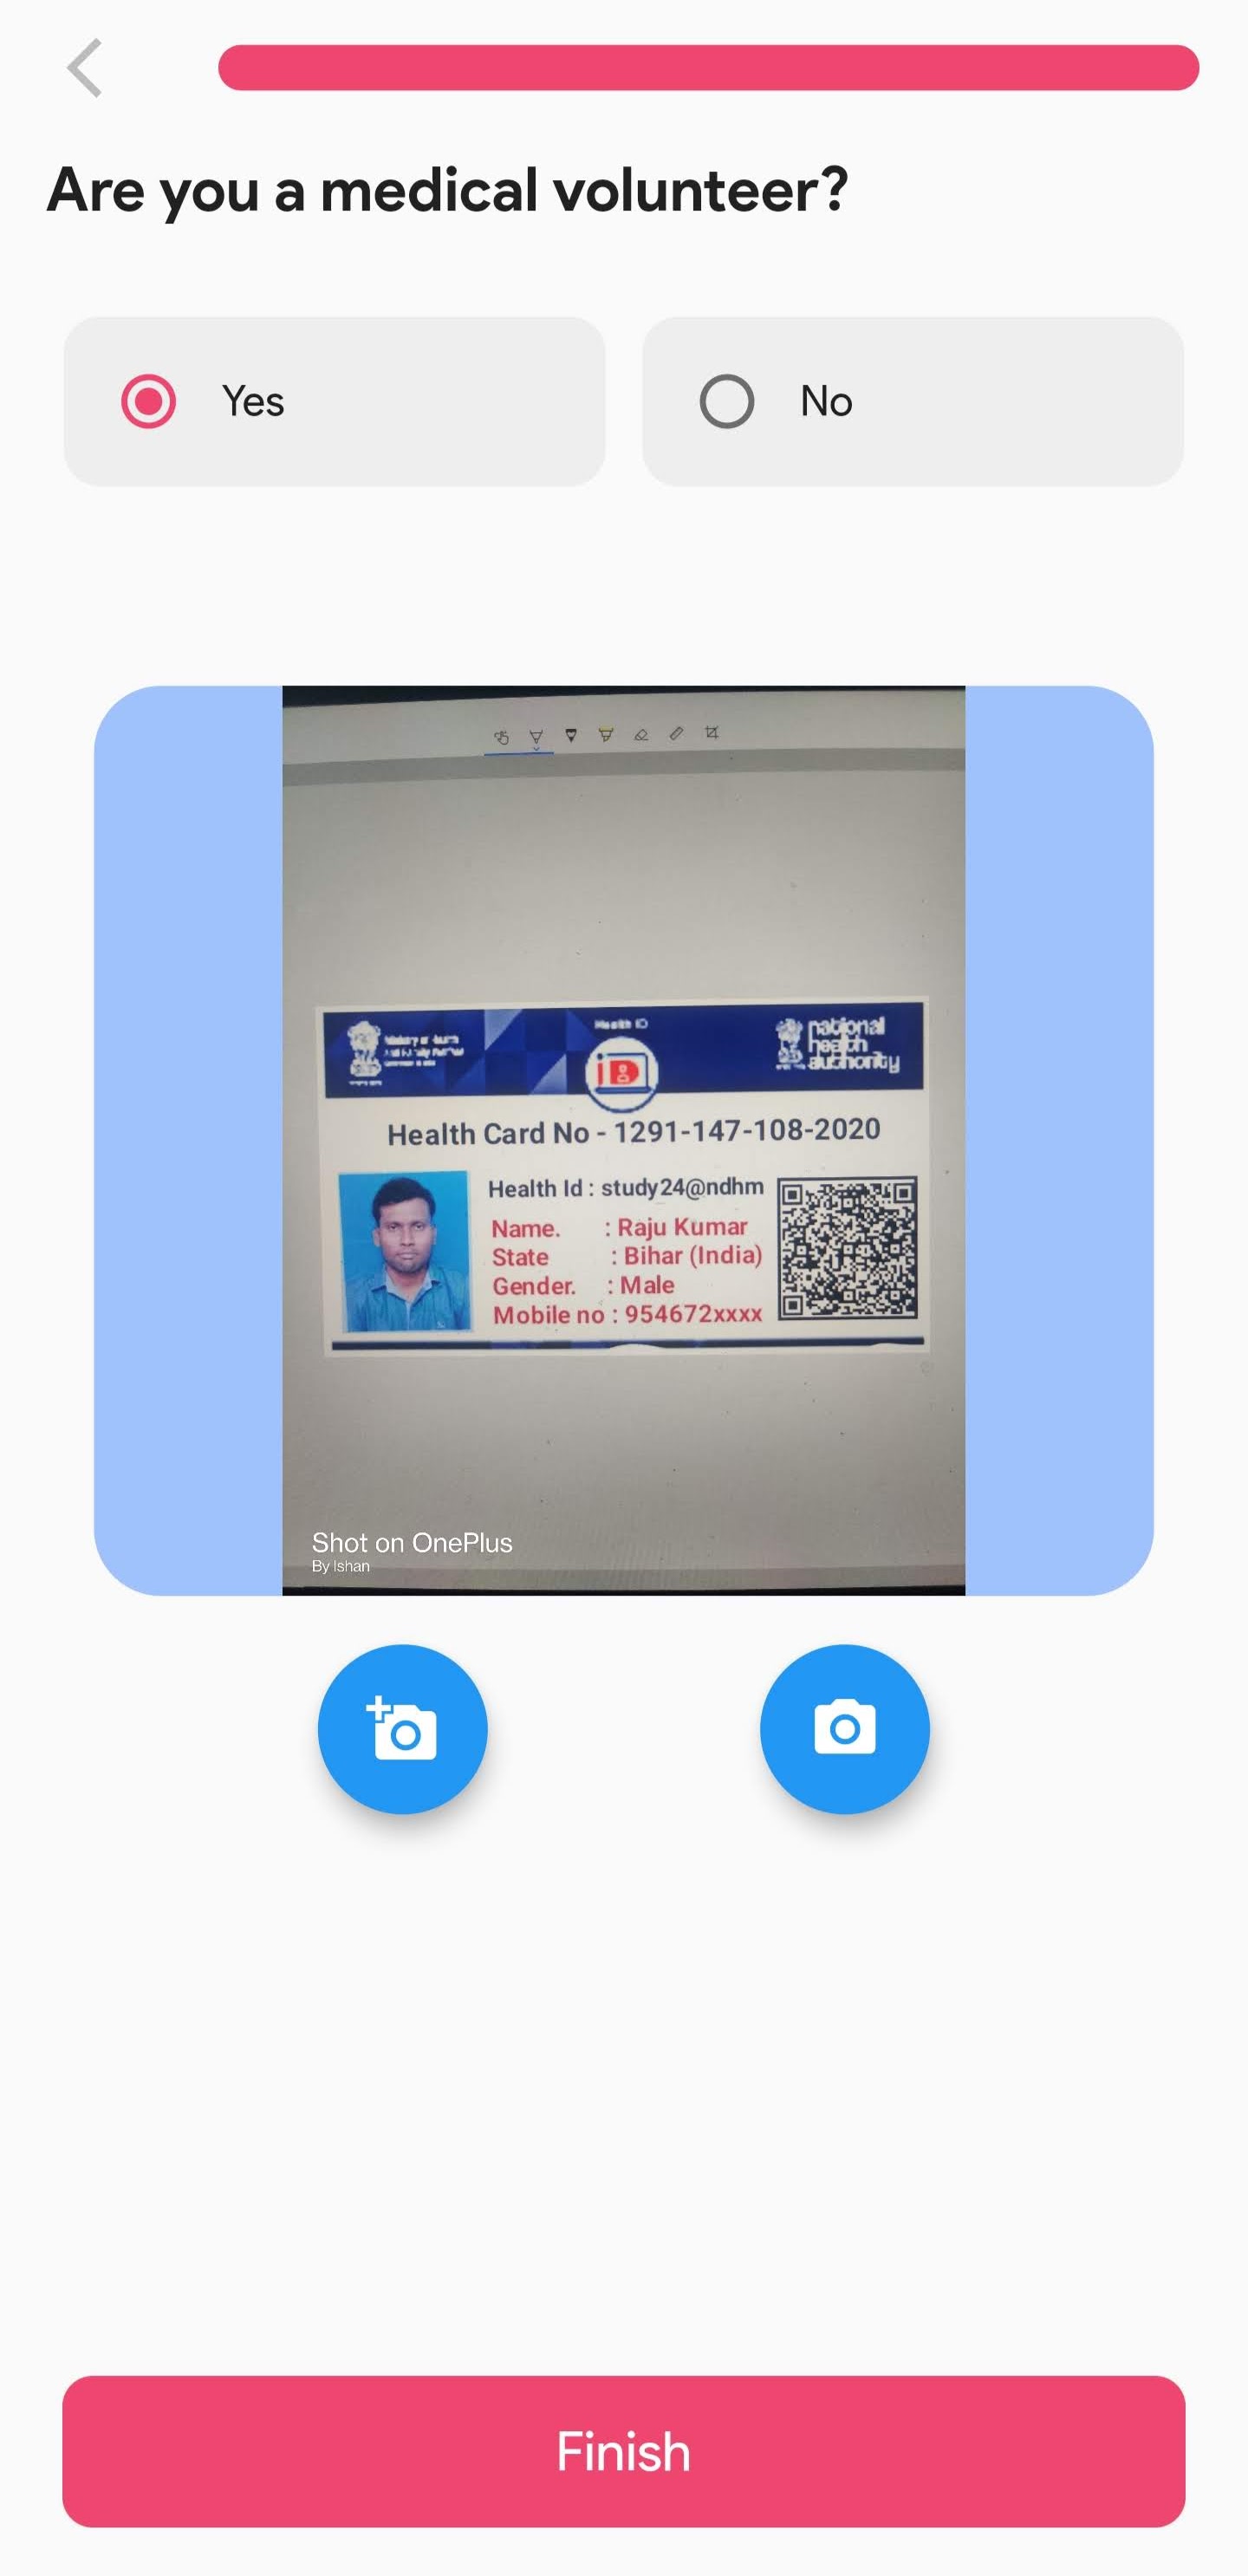 Are you a medical volunteer?
Yes
No
Health ID
national
health
authority
Health Card No - 1291-147-108-2020
Health Id : study24@ndhm
Name. : Raju Kumar
State : Bihar (India)
Gender. : Male
Mobile no : 954672xxxx
Shot on OnePlus
By Ishan
Finish